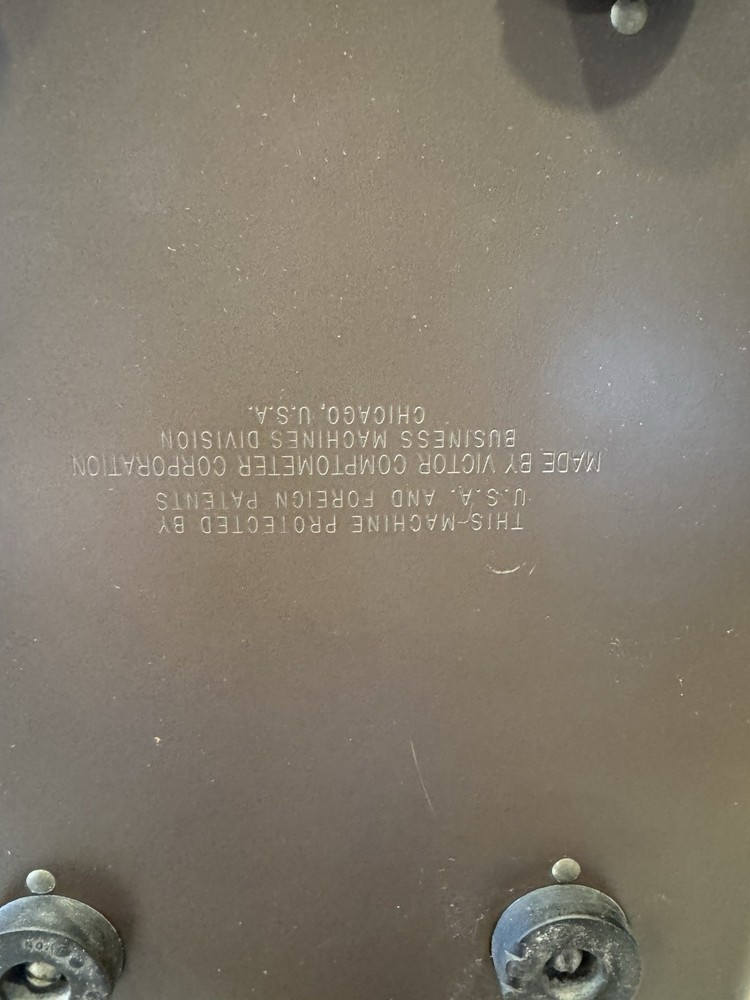 THIS MACHINE PROTECTED BY
U.S.A. AND FOREIGN PATENTS
MADE BY VICTOR COMPTOMETER CORPORATION
BUSINESS MACHINES DIVISION
CHICAGO, U.S.A.